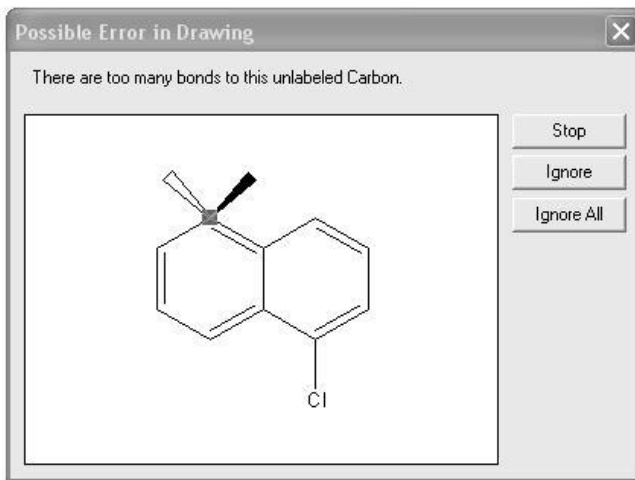 Possible Error in Drawing
There are too many bonds to this unlabeled Carbon.
Stop
Ignore
Ignore All
Cl